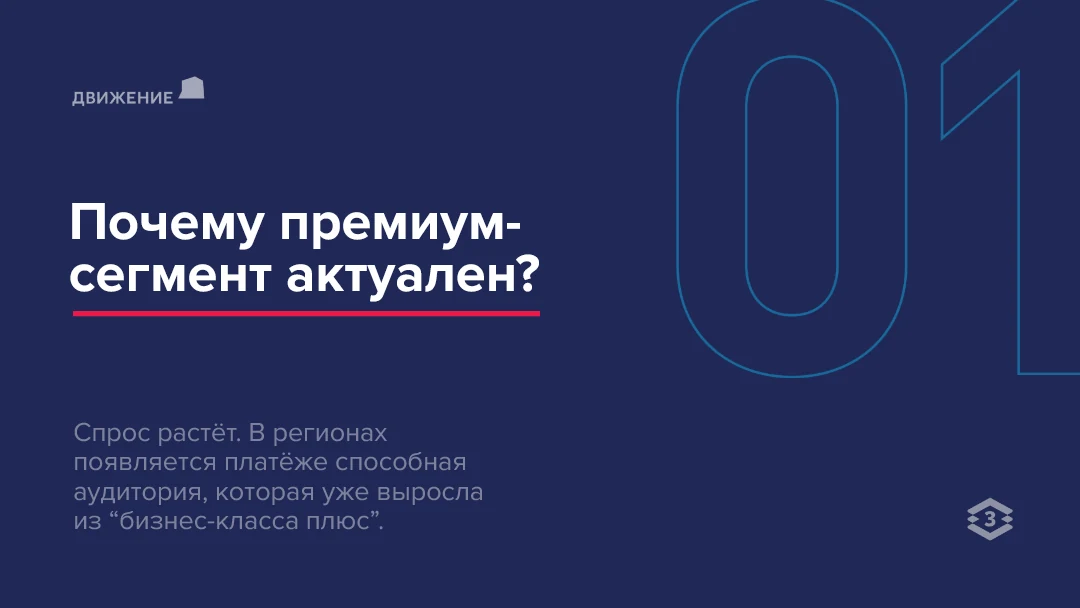 ДВИЖЕНИЕ
01
Почему премиум-
сегмент актуален?
Спрос растёт. В регионах
появляется платёже способная
аудитория, которая уже выросла
из “бизнес-класса плюс”.
3